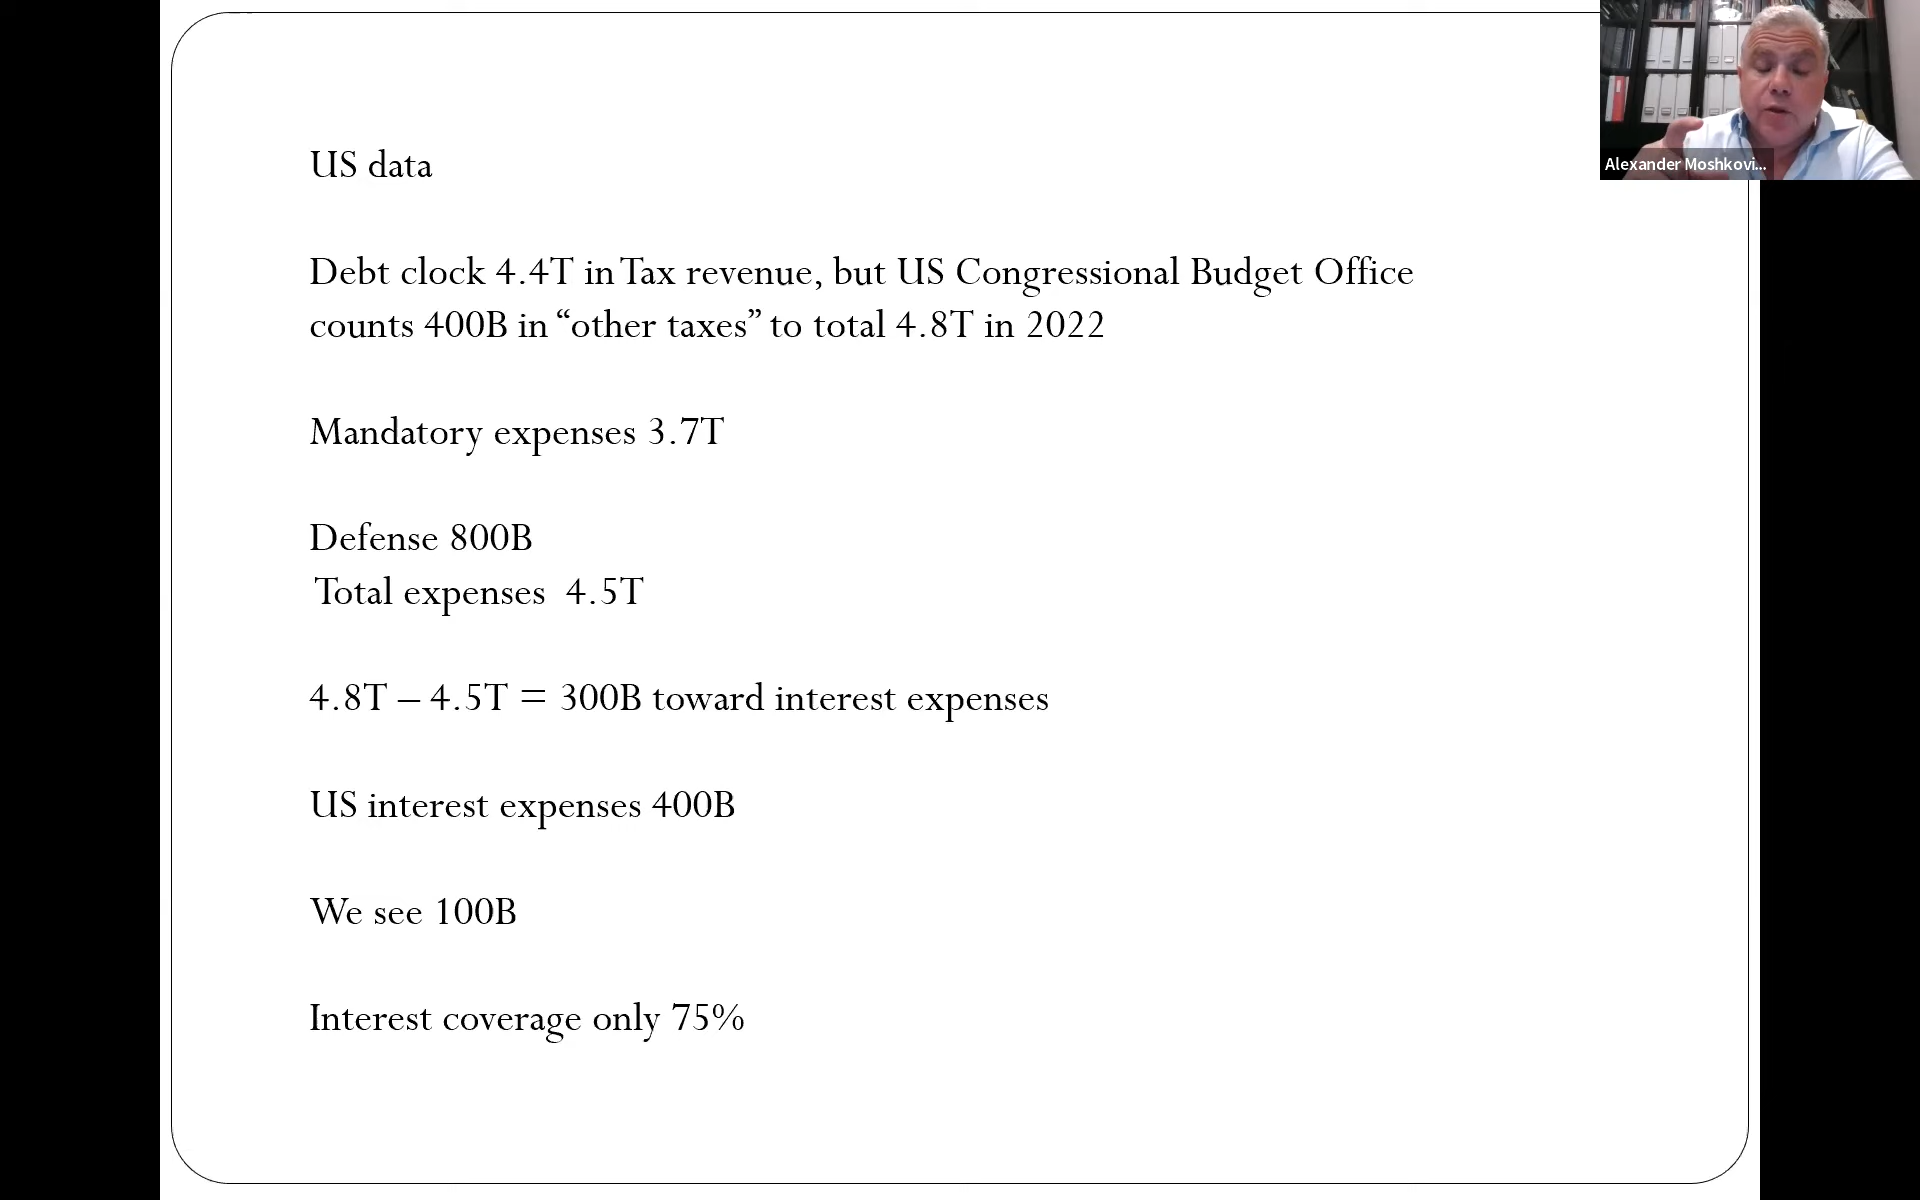 US data
Debt clock 4.4T in Tax revenue, but US Congressional Budget Office
counts 400B in “other taxes” to total 4.8T in 2022
Mandatory expenses 3.7T
Defense 800B
Total expenses 4.5T
4.8T – 4.5T = 300B toward interest expenses
US interest expenses 400B
We see 100B
Interest coverage only 75%
Alexander Moshkovi...